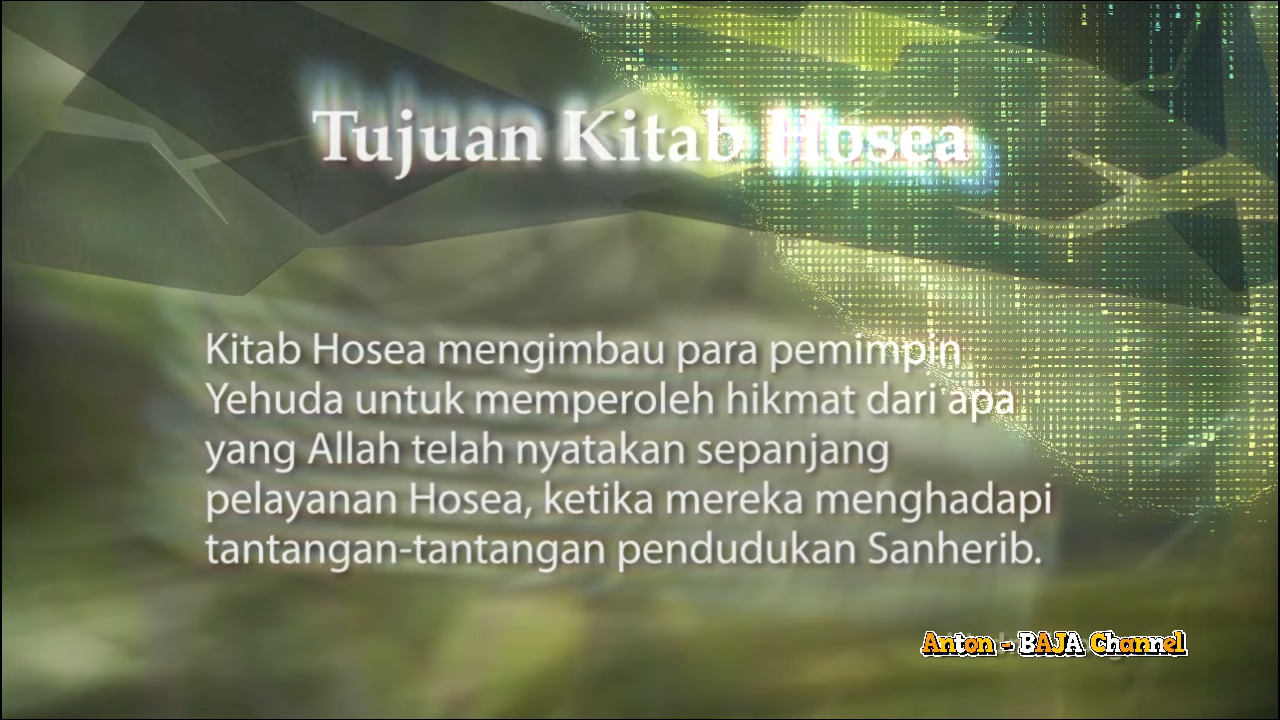 Tujuan Kitab Hosea
Kitab Hosea mengimbau para pemimpin
Yehuda untuk memperoleh hikmat dari apa
yang Allah telah nyatakan sepanjang
pelayanan Hosea, ketika mereka menghadapi
tantangan-tantangan pendudukan Sanherib.
Anton - BAJA Channel